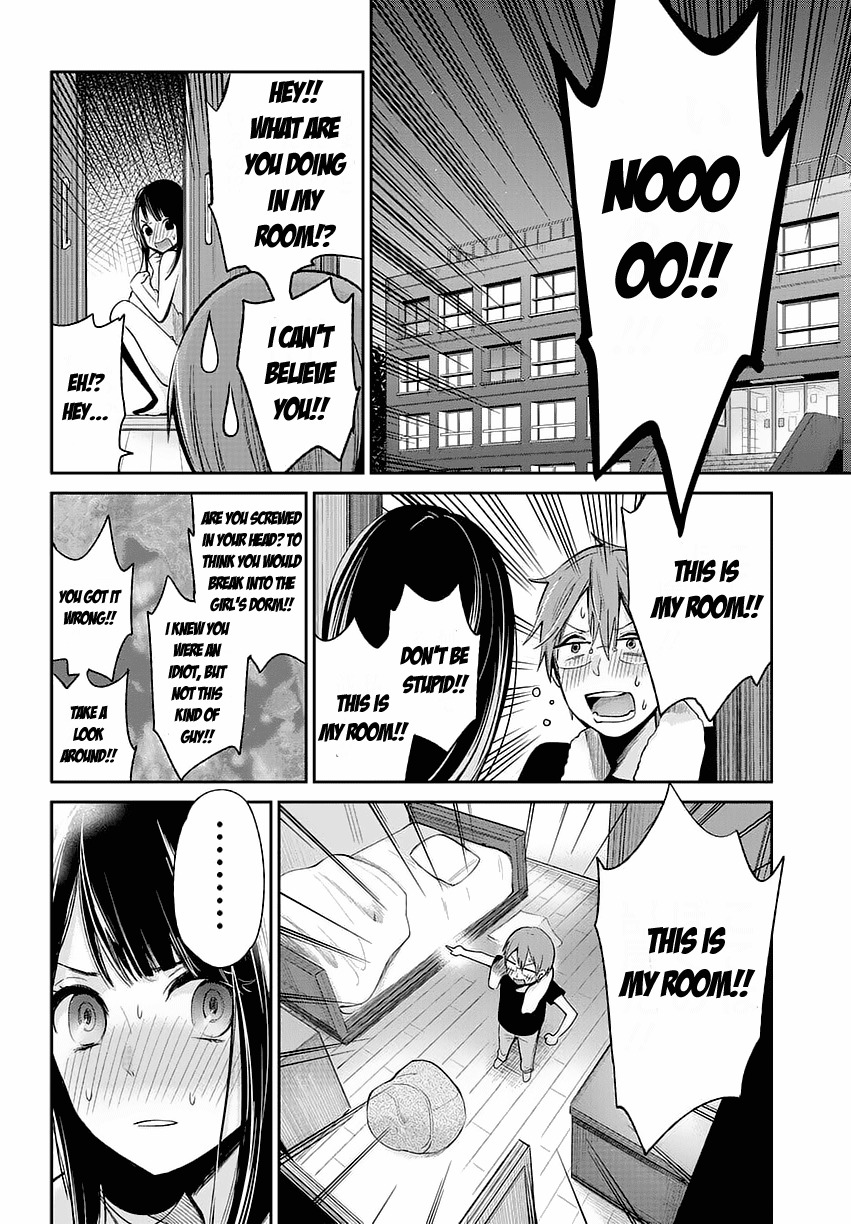 NOOO
OO!!
HEY!!
WHAT ARE
YOU DOING
IN MY
ROOM!?
I CAN'T
BELIEVE
YOU!!
EH!?
HEY...
THIS IS
MY ROOM!!
DON'T BE
STUPID!!
THIS IS
MY ROOM!!
ARE YOU SCREWED
IN YOUR HEAD? TO
THINK YOU WOULD
BREAK INTO THE
GIRL'S DORM!!
I KNEW YOU
WERE AN
IDIOT, BUT
NOT THIS
KIND OF
GUY!!
YOU GOT IT
WRONG!!
TAKE A
LOOK
AROUND!!
THIS IS
MY ROOM!!
.......